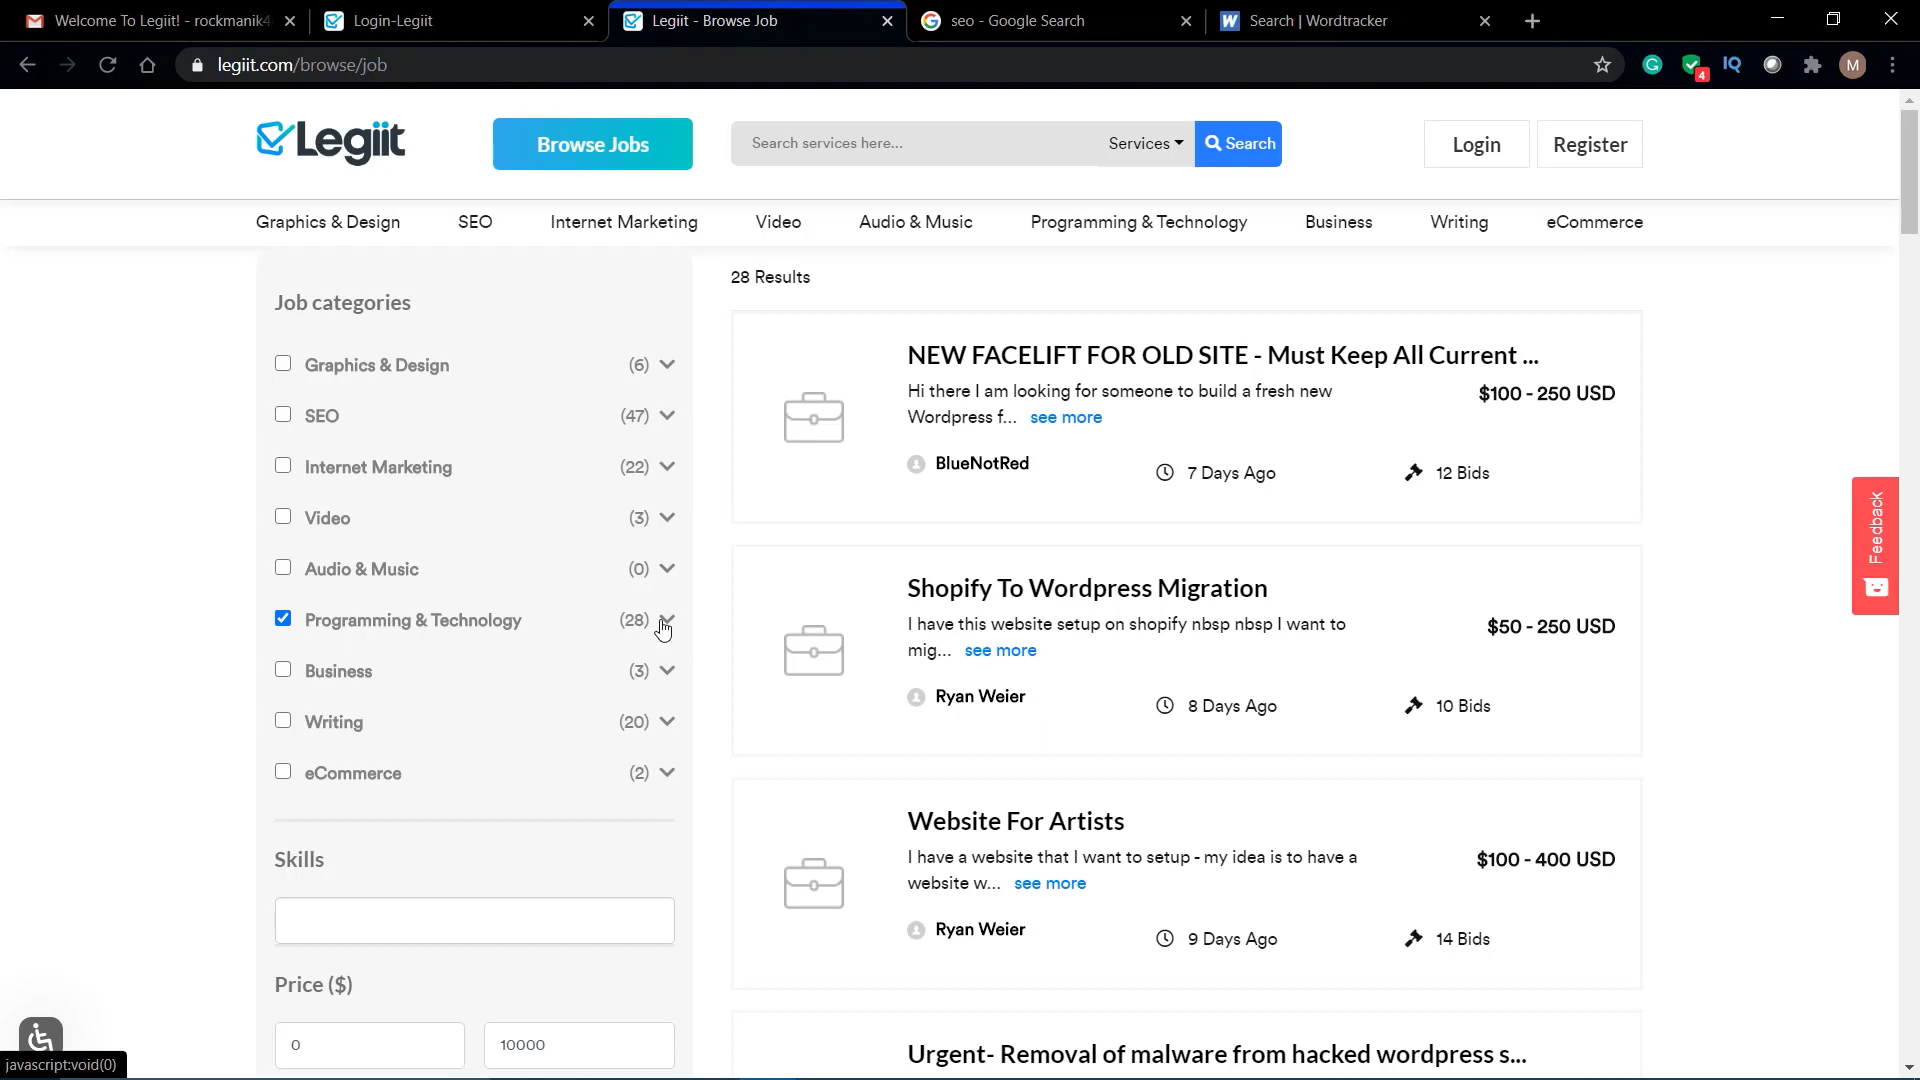 Welcome To Legiit! - rockmanik4
Login-Legiit
Legiit - Browse Job
seo - Google Search
W
Search | Wordtracker
legiit.com/browse/job
4
IQ
M
Legiit
Browse Jobs
Search services here...
Services
Search
Login
Register
Graphics & Design
SEO
Internet Marketing
Video
Audio & Music
Programming & Technology
Business
Writing
eCommerce
Job categories
Graphics & Design (6)
SEO (47)
Internet Marketing (22)
Video (3)
Audio & Music (0)
Programming & Technology (28)
Business (3)
Writing (20)
eCommerce (2)
Skills
Price ($)
0
10000
28 Results
NEW FACELIFT FOR OLD SITE - Must Keep All Current ...
Hi there I am looking for someone to build a fresh new
Wordpress f... see more
$100 - 250 USD
BlueNotRed
7 Days Ago
12 Bids
Shopify To Wordpress Migration
I have this website setup on shopify nbsp nbsp I want to
mig... see more
$50 - 250 USD
Ryan Weier
8 Days Ago
10 Bids
Website For Artists
I have a website that I want to setup - my idea is to have a
website w... see more
$100 - 400 USD
Ryan Weier
9 Days Ago
14 Bids
Urgent- Removal of malware from hacked wordpress s...
Feedback
javascript:void(0)